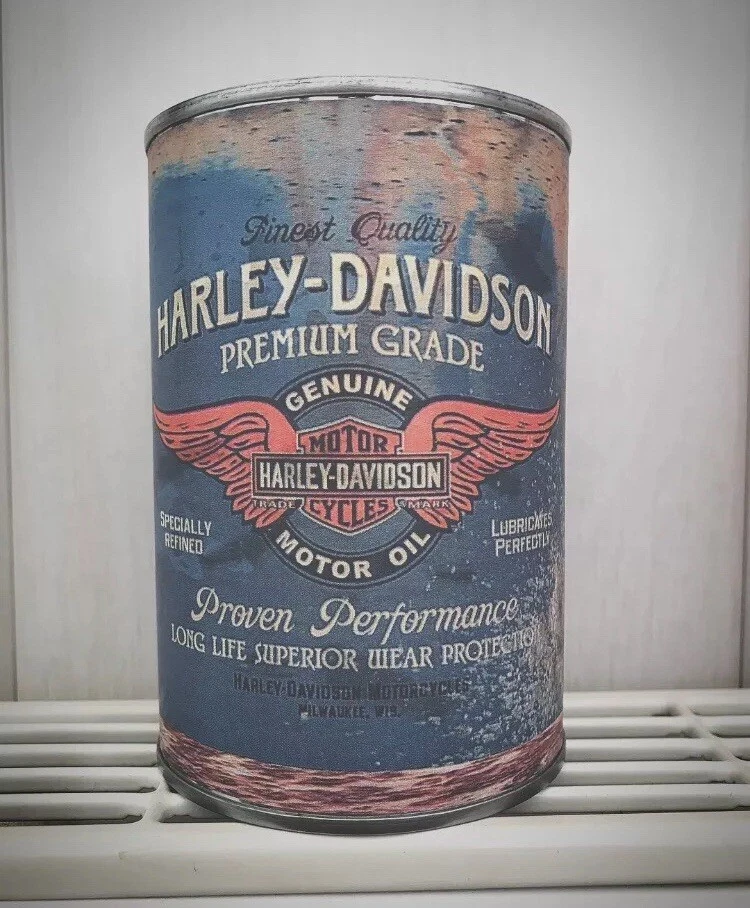 Finest Quality
HARLEY-DAVIDSON
PREMIUM GRADE
GENUINE
MOTOR
HARLEY-DAVIDSON
TRADE CYCLES MARK
MOTOR OIL
SPECIALLY
REFINED
LUBRICATES
PERFECTLY
Proven Performance
LONG LIFE SUPERIOR WEAR PROTECTION
HARLEY-DAVIDSON MOTORCYCLES
MILWAUKEE, WIS.